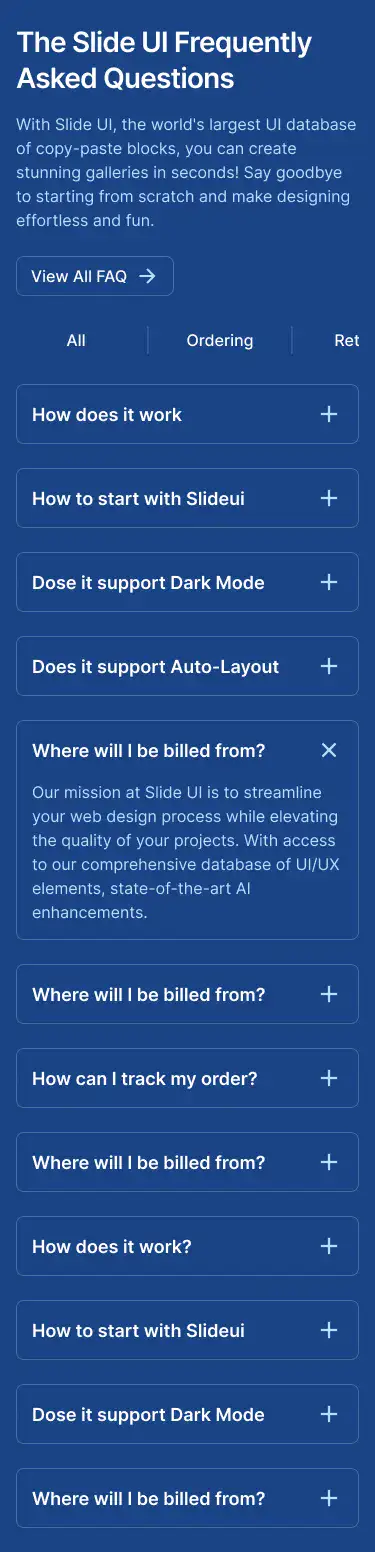 The Slide UI Frequently
Asked Questions
With Slide UI, the world's largest UI database
of copy-paste blocks, you can create
stunning galleries in seconds! Say goodbye
to starting from scratch and make designing
effortless and fun.
View All FAQ
All Ordering Ret
How does it work
How to start with Slideui
Dose it support Dark Mode
Does it support Auto-Layout
Where will I be billed from?
Our mission at Slide UI is to streamline
your web design process while elevating
the quality of your projects. With access
to our comprehensive database of UI/UX
elements, state-of-the-art AI
enhancements.
Where will I be billed from?
How can I track my order?
Where will I be billed from?
How does it work?
How to start with Slideui
Dose it support Dark Mode
Where will I be billed from?